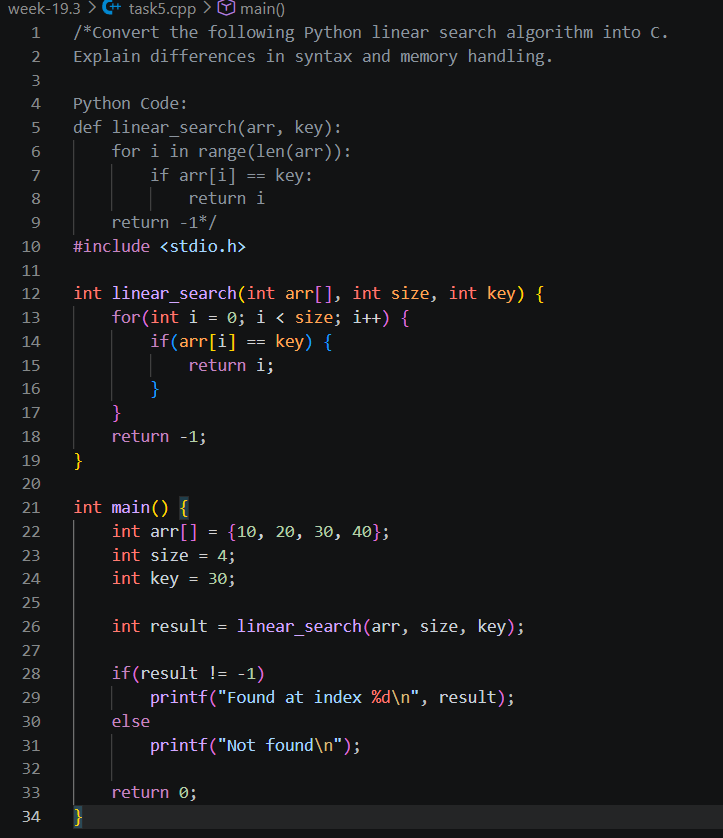 week-19.3 > C++ task5.cpp > main()
1 /*Convert the following Python linear search algorithm into C.
2 Explain differences in syntax and memory handling.
3
4 Python Code:
5 def linear_search(arr, key):
6     for i in range(len(arr)):
7         if arr[i] == key:
8             return i
9     return -1*/
10 #include <stdio.h>
11
12 int linear_search(int arr[], int size, int key) {
13     for(int i = 0; i < size; i++) {
14         if(arr[i] == key) {
15             return i;
16         }
17     }
18     return -1;
19 }
20
21 int main() {
22     int arr[] = {10, 20, 30, 40};
23     int size = 4;
24     int key = 30;
25
26     int result = linear_search(arr, size, key);
27
28     if(result != -1)
29         printf("Found at index %d\n", result);
30     else
31         printf("Not found\n");
32
33     return 0;
34 }